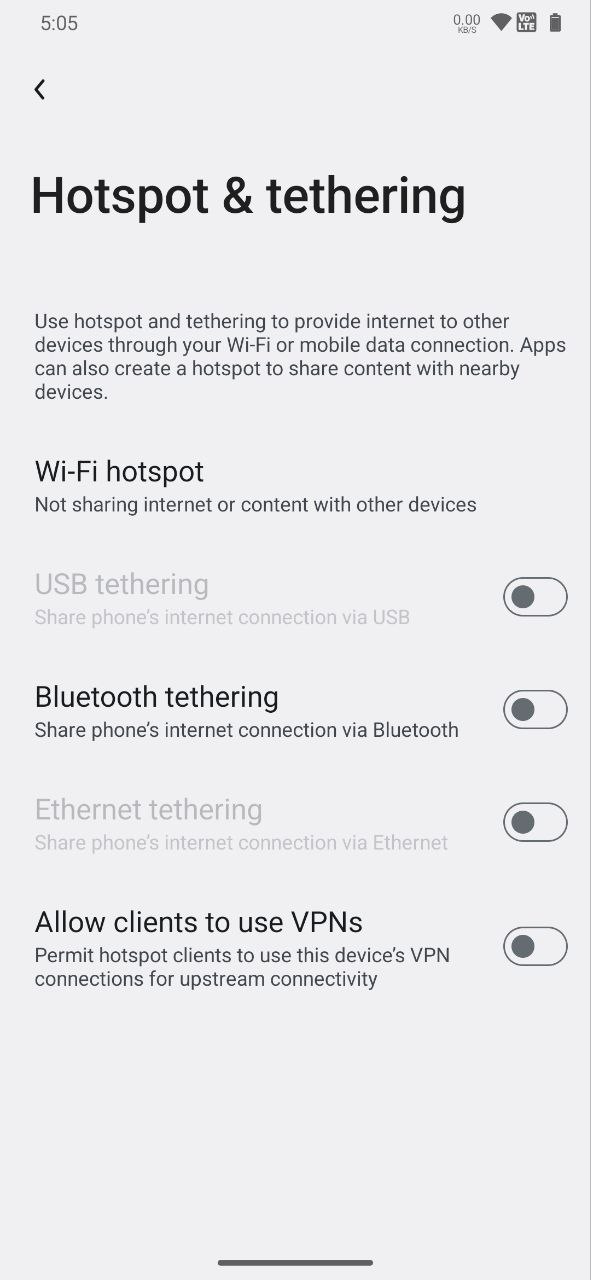 5:05
0.00
KB/S
Vo))
LTE
Hotspot & tethering
Use hotspot and tethering to provide internet to other
devices through your Wi-Fi or mobile data connection. Apps
can also create a hotspot to share content with nearby
devices.
Wi-Fi hotspot
Not sharing internet or content with other devices
USB tethering
Share phone’s internet connection via USB
Bluetooth tethering
Share phone’s internet connection via Bluetooth
Ethernet tethering
Share phone’s internet connection via Ethernet
Allow clients to use VPNs
Permit hotspot clients to use this device’s VPN
connections for upstream connectivity